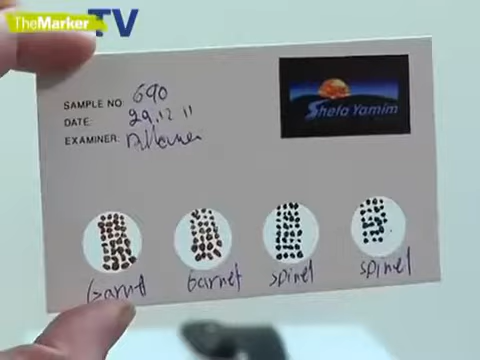 TheMarker TV
Shefa Yamim
SAMPLE NO 690
DATE: 29.12 11
EXAMINER:
Garnet Garnet Spinel Spinel